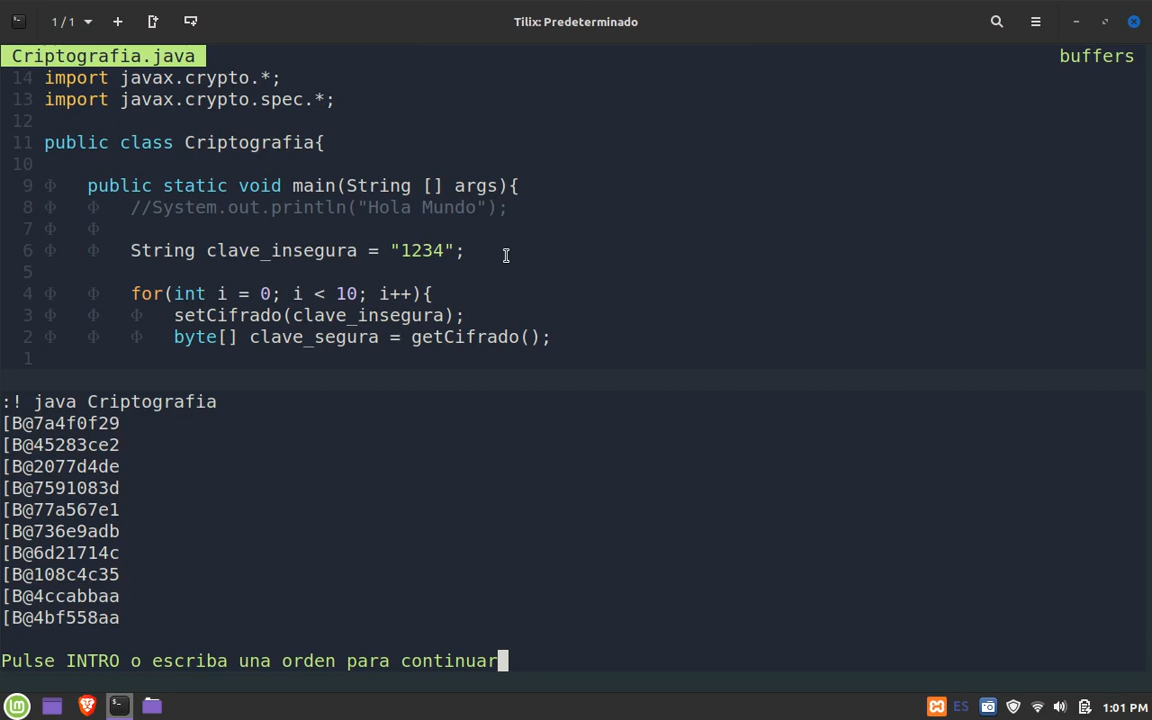 1 / 1
Tilix: Predeterminado
Criptografia.java
buffers
14 import javax.crypto.*;
13 import javax.crypto.spec.*;
12
11 public class Criptografia{
10
9 Φ public static void main(String [] args){
8 Φ Φ //System.out.println("Hola Mundo");
7 Φ Φ
6 Φ Φ String clave_insegura = "1234";
5
4 Φ Φ for(int i = 0; i < 10; i++){
3 Φ Φ Φ setCifrado(clave_insegura);
2 Φ Φ Φ byte[] clave_segura = getCifrado();
1
:! java Criptografia
[B@7a4f0f29
[B@45283ce2
[B@2077d4de
[B@7591083d
[B@77a567e1
[B@736e9adb
[B@6d21714c
[B@108c4c35
[B@4ccabbaa
[B@4bf558aa
Pulse INTRO o escriba una orden para continuar
ES
1:01 PM